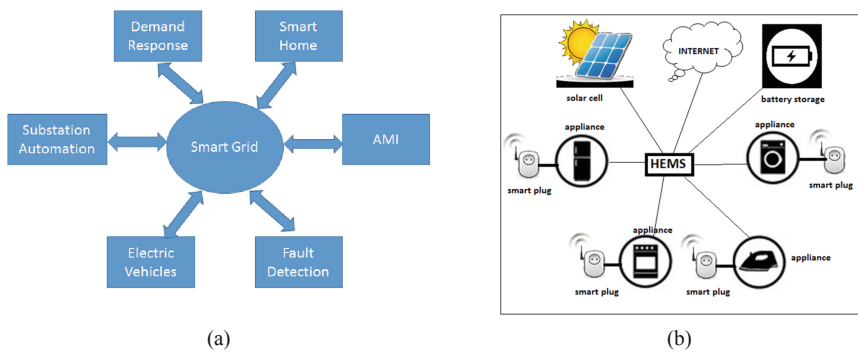 Demand
Response
Smart
Home
Substation
Automation
Smart Grid
AMI
Electric
Vehicles
Fault
Detection
(a)
INTERNET
solar cell
battery storage
appliance
appliance
HEMS
smart plug
smart plug
appliance
appliance
smart plug
smart plug
(b)